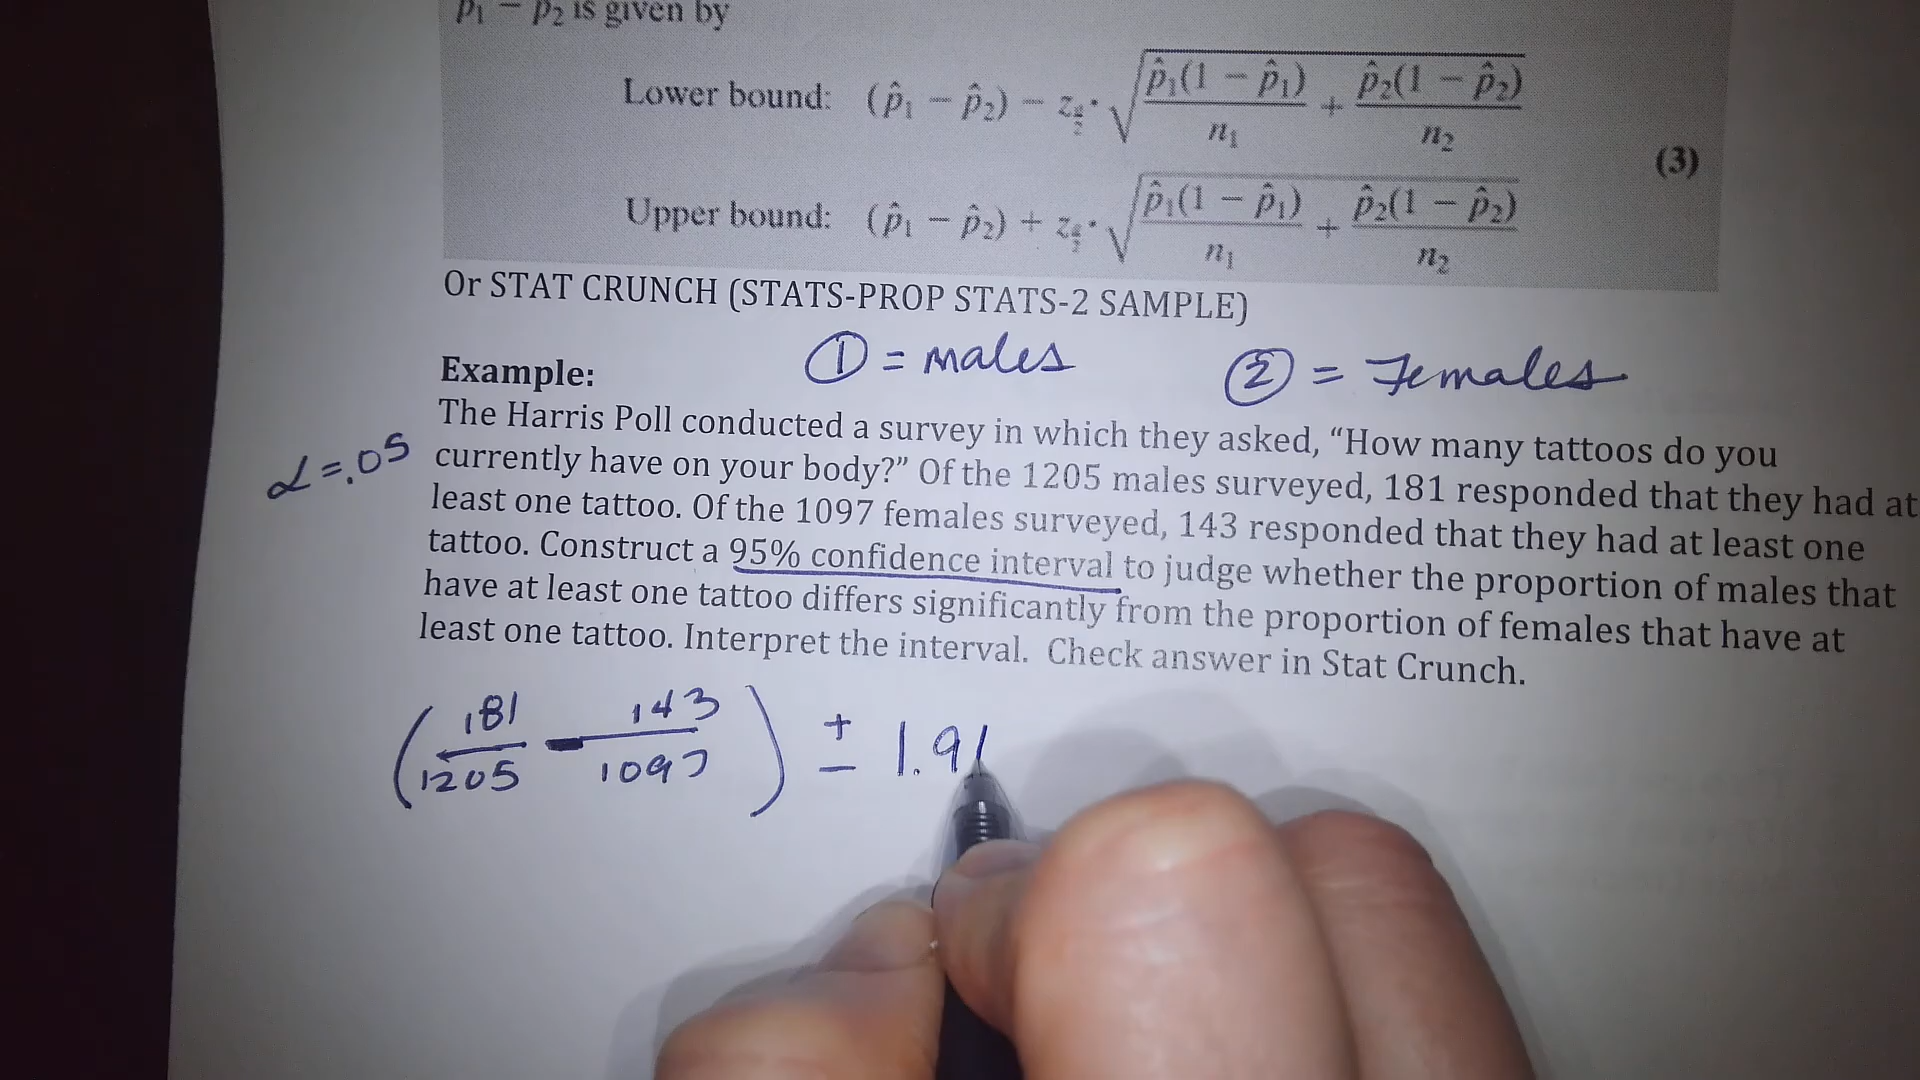 p₁ − p₂ is given by
Lower bound: (p̂₁ − p̂₂) − z_{α/2} · √(p̂₁(1 − p̂₁)/n₁ + p̂₂(1 − p̂₂)/n₂)
(3)
Upper bound: (p̂₁ − p̂₂) + z_{α/2} · √(p̂₁(1 − p̂₁)/n₁ + p̂₂(1 − p̂₂)/n₂)
Or STAT CRUNCH (STATS-PROP STATS-2 SAMPLE)
① = males ② = Females
Example:
The Harris Poll conducted a survey in which they asked, “How many tattoos do you
α = .05
currently have on your body?” Of the 1205 males surveyed, 181 responded that they had at
least one tattoo. Of the 1097 females surveyed, 143 responded that they had at least one
tattoo. Construct a 95% confidence interval to judge whether the proportion of males that
have at least one tattoo differs significantly from the proportion of females that have at
least one tattoo. Interpret the interval. Check answer in Stat Crunch.
(181/1205 − 143/1097) ± 1.9